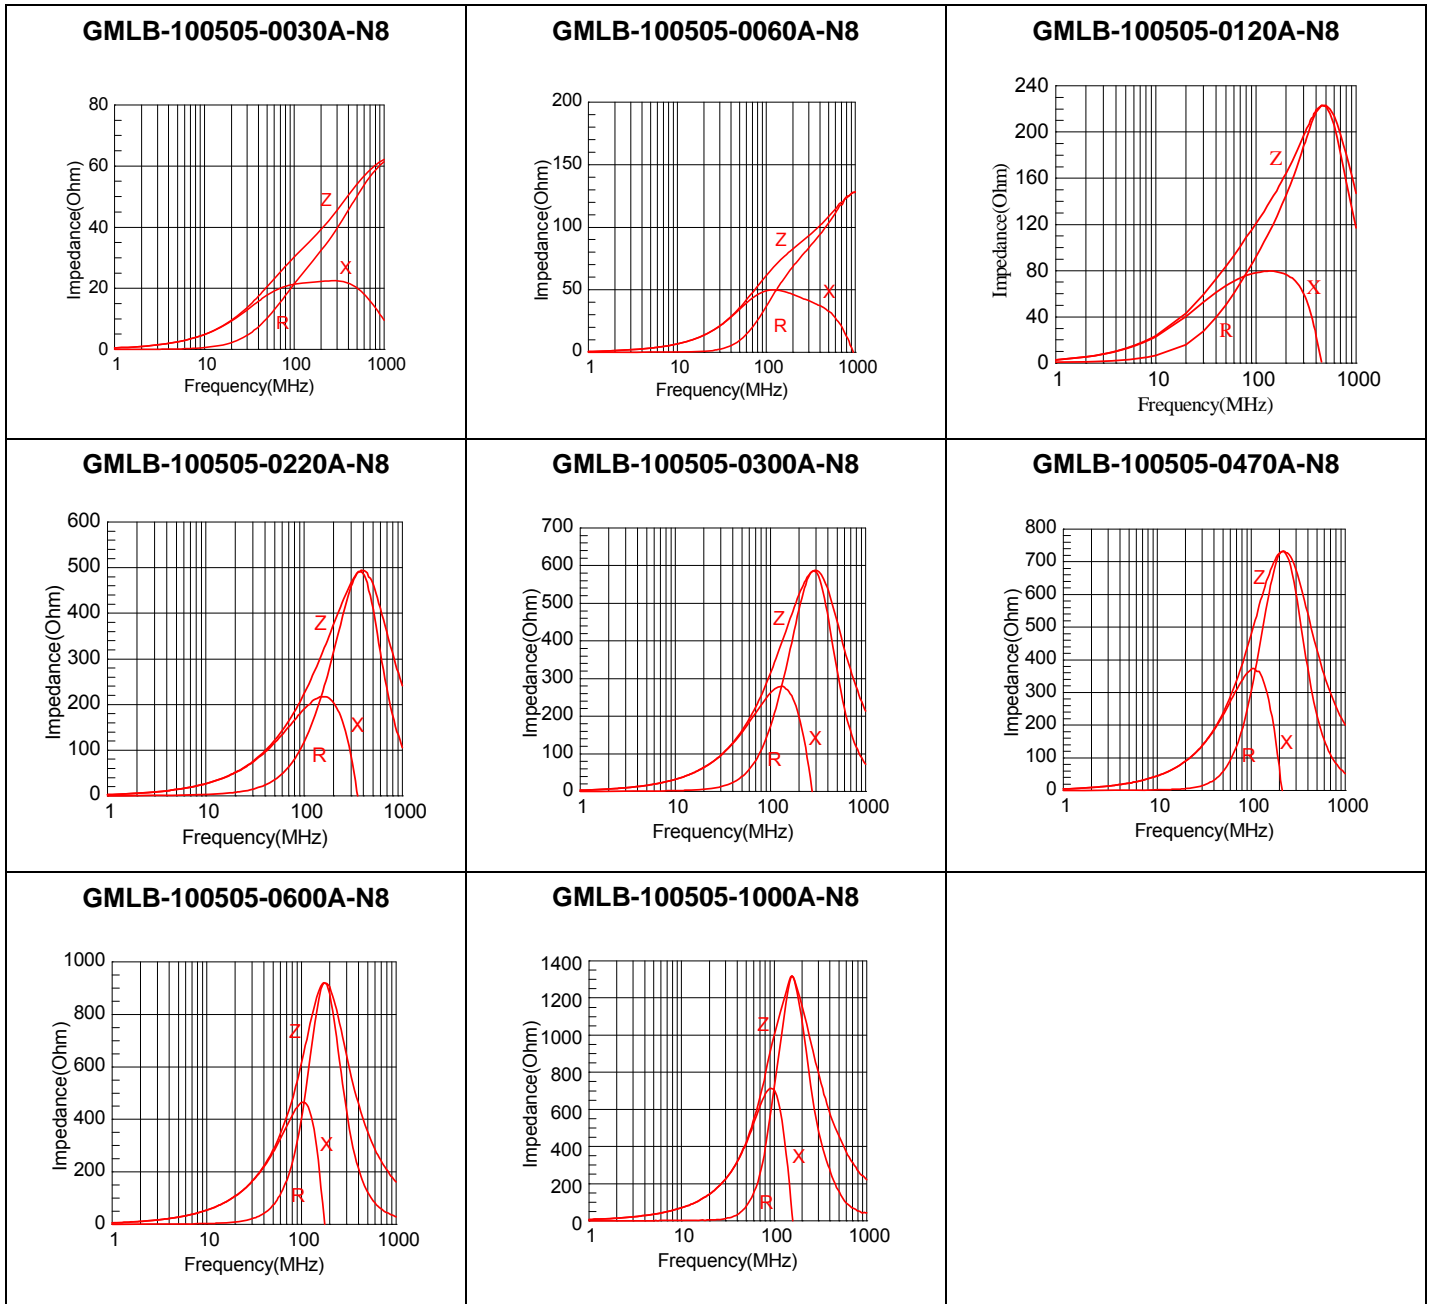 GMLB-100505-0030A-N8
80
60
40
20
0
Impedance(Ohm)
Z
X
R
1 10 100 1000
Frequency(MHz)
GMLB-100505-0060A-N8
200
150
100
50
0
Impedance(Ohm)
Z
X
R
1 10 100 1000
Frequency(MHz)
GMLB-100505-0120A-N8
240
200
160
120
80
40
0
Impedance(Ohm)
Z
X
R
1 10 100 1000
Frequency(MHz)
GMLB-100505-0220A-N8
600
500
400
300
200
100
0
Impedance(Ohm)
Z
X
R
1 10 100 1000
Frequency(MHz)
GMLB-100505-0300A-N8
700
600
500
400
300
200
100
0
Impedance(Ohm)
Z
X
R
1 10 100 1000
Frequency(MHz)
GMLB-100505-0470A-N8
800
700
600
500
400
300
200
100
0
Impedance(Ohm)
Z
X
R
1 10 100 1000
Frequency(MHz)
GMLB-100505-0600A-N8
1000
800
600
400
200
0
Impedance(Ohm)
Z
X
R
1 10 100 1000
Frequency(MHz)
GMLB-100505-1000A-N8
1400
1200
1000
800
600
400
200
0
Impedance(Ohm)
Z
X
R
1 10 100 1000
Frequency(MHz)